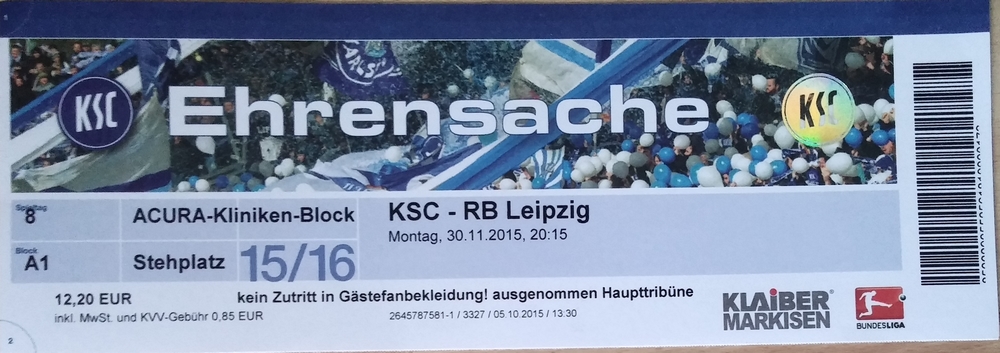 KSC Ehrensache KSC
Spieltag
8 ACURA-Kliniken-Block
KSC - RB Leipzig
Montag, 30.11.2015, 20:15
Block
A1 Stehplatz 15/16
12,20 EUR
inkl. MwSt. und KVV-Gebühr 0,85 EUR
kein Zutritt in Gästefanbekleidung! ausgenommen Haupttribüne
2645787581-1 / 3327 / 05.10.2015 / 13:30
KLAIBER®
MARKISEN
BUNDESLIGA
2